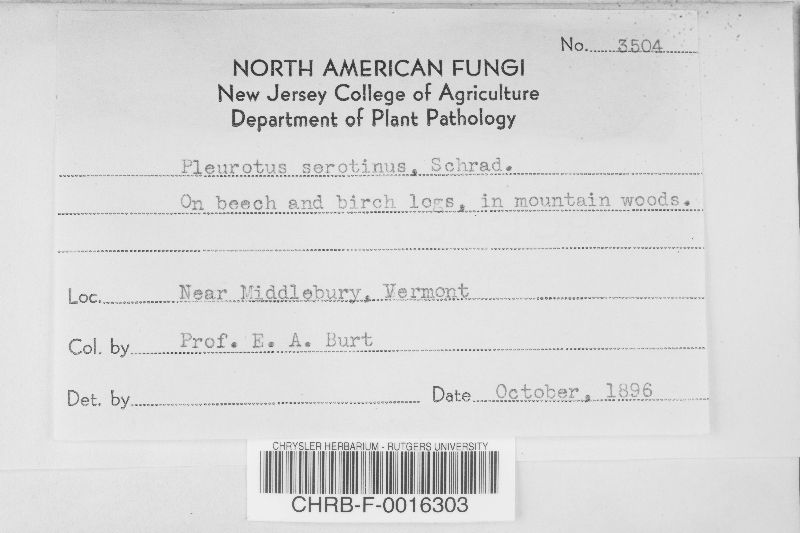 No. 3504
NORTH AMERICAN FUNGI
New Jersey College of Agriculture
Department of Plant Pathology
Pleurotus serotinus, Schrad.
On beech and birch logs, in mountain woods.
Loc. Near Middlebury, Vermont
Col. by Prof. E. A. Burt
Det. by
Date October, 1896
CHRYSLER HERBARIUM - RUTGERS UNIVERSITY
CHRB-F-0016303